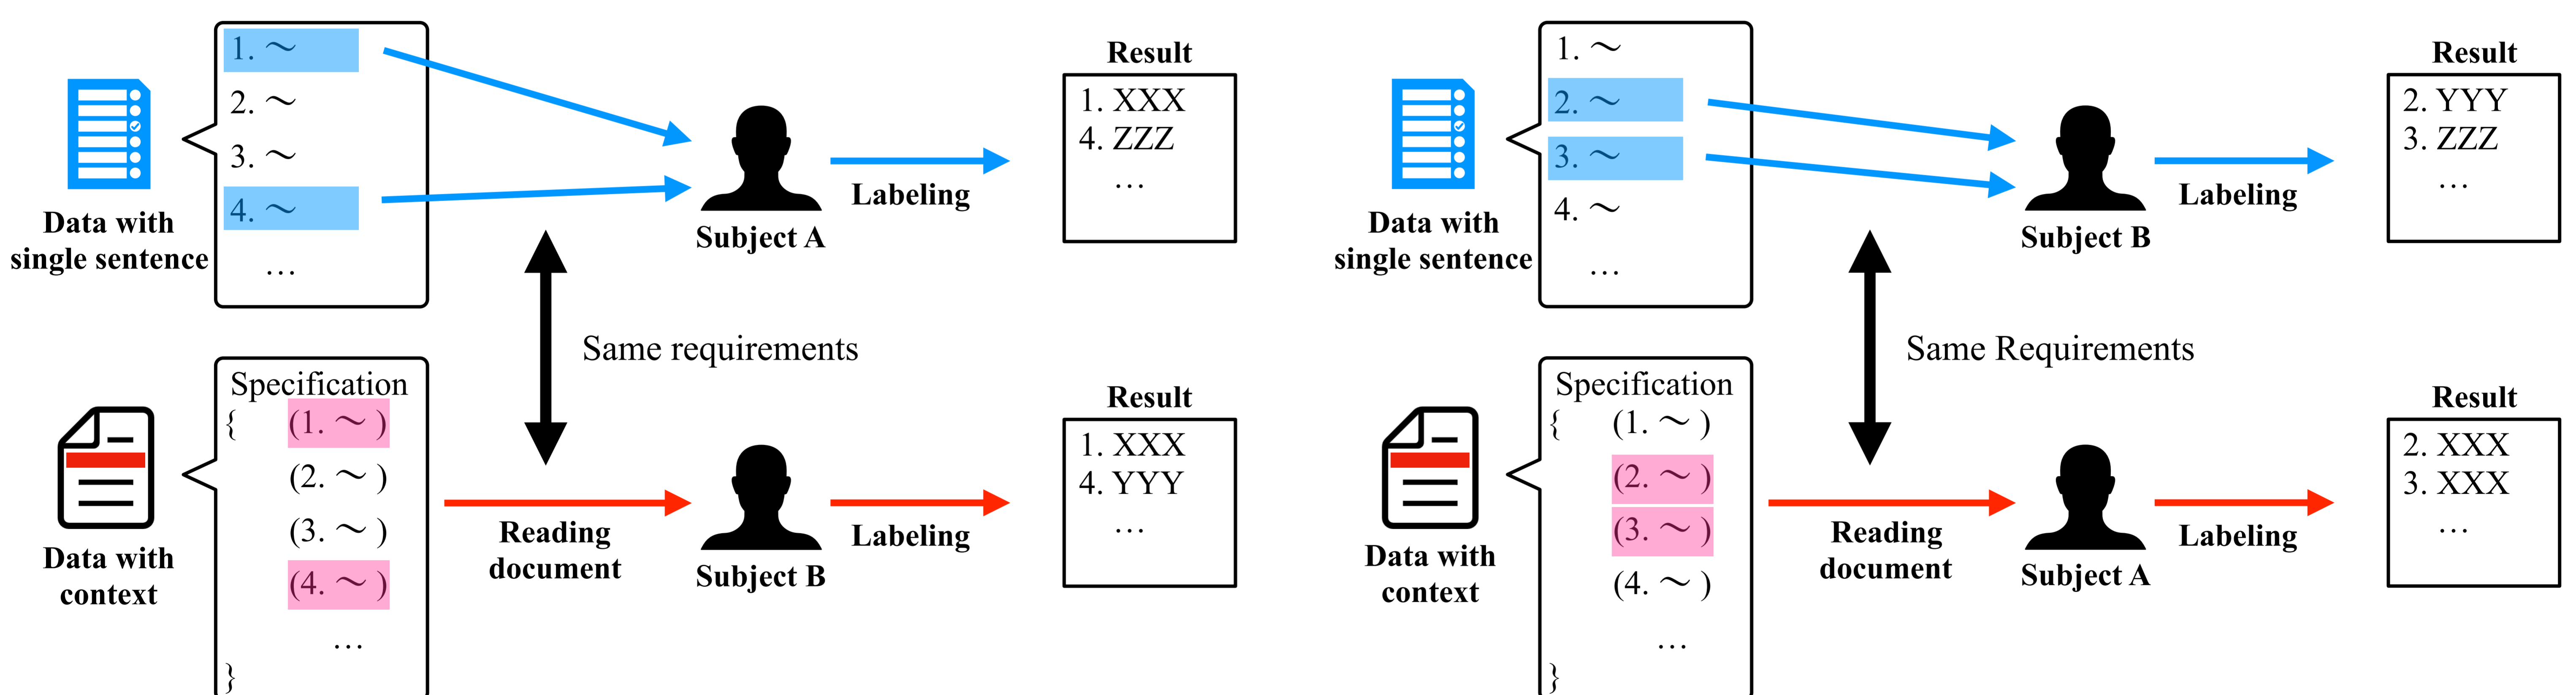 1. ～
2. ～
3. ～
4. ～
…
Data with
single sentence
Subject A
Labeling
Result
1. XXX
4. ZZZ
…
Same requirements
Specification
{ (1. ～ )
(2. ～ )
(3. ～ )
(4. ～ )
…
}
Data with
context
Reading
document
Subject B
Labeling
Result
1. XXX
4. YYY
…
1. ～
2. ～
3. ～
4. ～
…
Data with
single sentence
Subject B
Labeling
Result
2. YYY
3. ZZZ
…
Same Requirements
Specification
{ (1. ～ )
(2. ～ )
(3. ～ )
(4. ～ )
…
}
Data with
context
Reading
document
Subject A
Labeling
Result
2. XXX
3. XXX
…